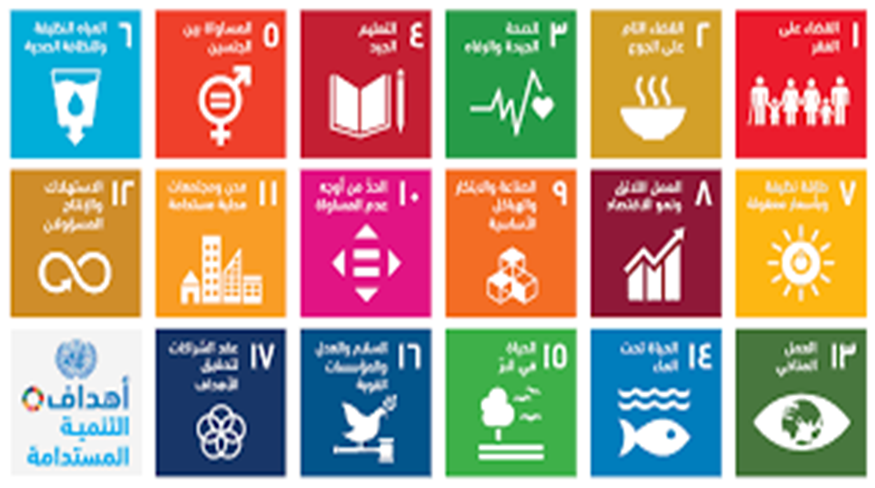 ١ القضاء على
الفقر
٢ القضاء التام
على الجوع
٣ الصحة
الجيدة والرفاه
٤ التعليم
الجيد
٥ المساواة بين
الجنسين
٦ المياه النظيفة
والنظافة الصحية
٧ طاقة نظيفة
وبأسعار معقولة
٨ العمل اللائق
ونمو الاقتصاد
٩ الصناعة والابتكار
والهياكل
الأساسية
١٠ الحدّ من أوجه
عدم المساواة
١١ مدن ومجتمعات
محلية مستدامة
١٢ الاستهلاك
والإنتاج
المسؤولان
١٣ العمل
المناخي
١٤ الحياة تحت
الماء
١٥ الحياة
في البرّ
١٦ السلام والعدل
والمؤسسات
القوية
١٧ عقد الشراكات
لتحقيق
الأهداف
أهداف
التنمية
المستدامة